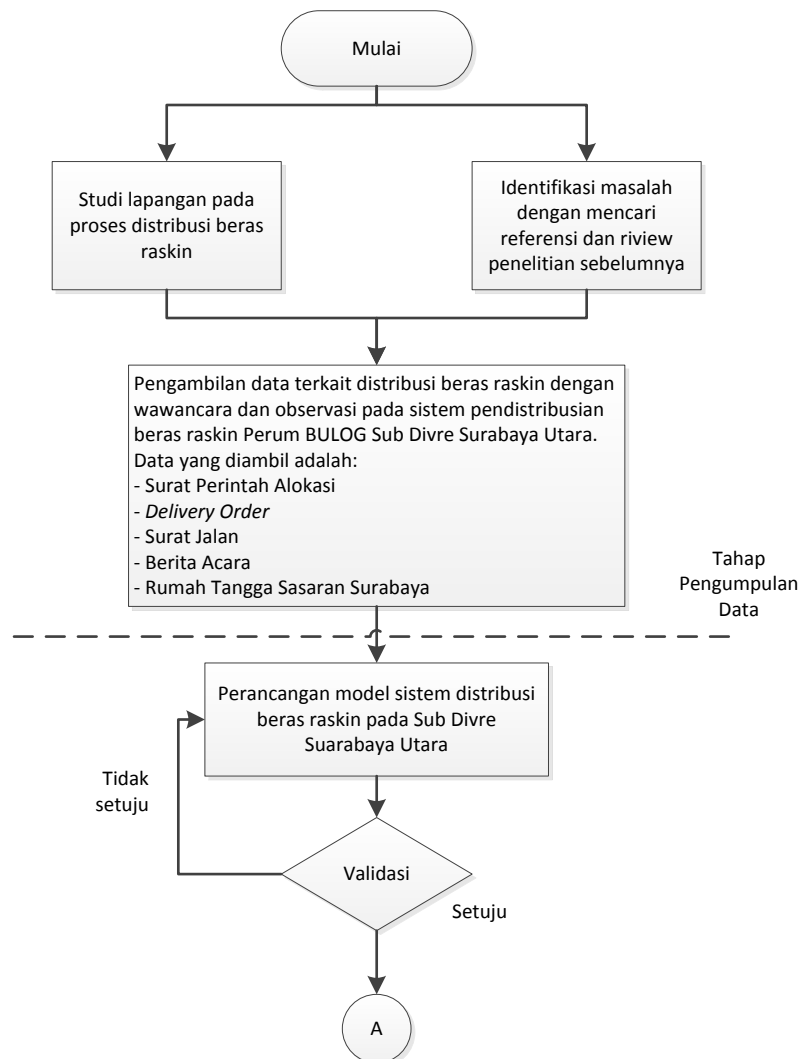 Mulai
Studi lapangan pada
proses distribusi beras
raskin
Identifikasi masalah
dengan mencari
referensi dan riview
penelitian sebelumnya
Pengambilan data terkait distribusi beras raskin dengan
wawancara dan observasi pada sistem pendistribusian
beras raskin Perum BULOG Sub Divre Surabaya Utara.
Data yang diambil adalah:
- Surat Perintah Alokasi
- Delivery Order
- Surat Jalan
- Berita Acara
- Rumah Tangga Sasaran Surabaya
Tahap
Pengumpulan
Data
Perancangan model sistem distribusi
beras raskin pada Sub Divre
Suarabaya Utara
Tidak
setuju
Validasi
Setuju
A